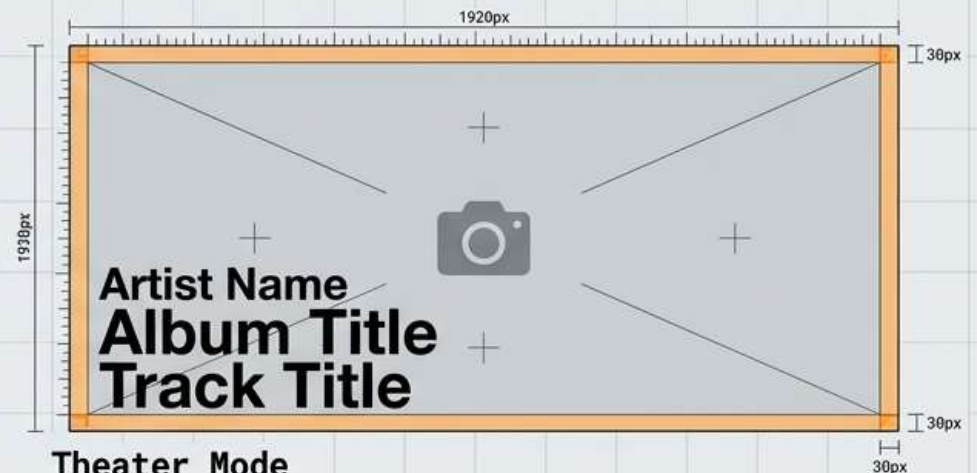 1920px
30px
1930px
Artist Name
Album Title
Track Title
30px
Theater Mode
30px